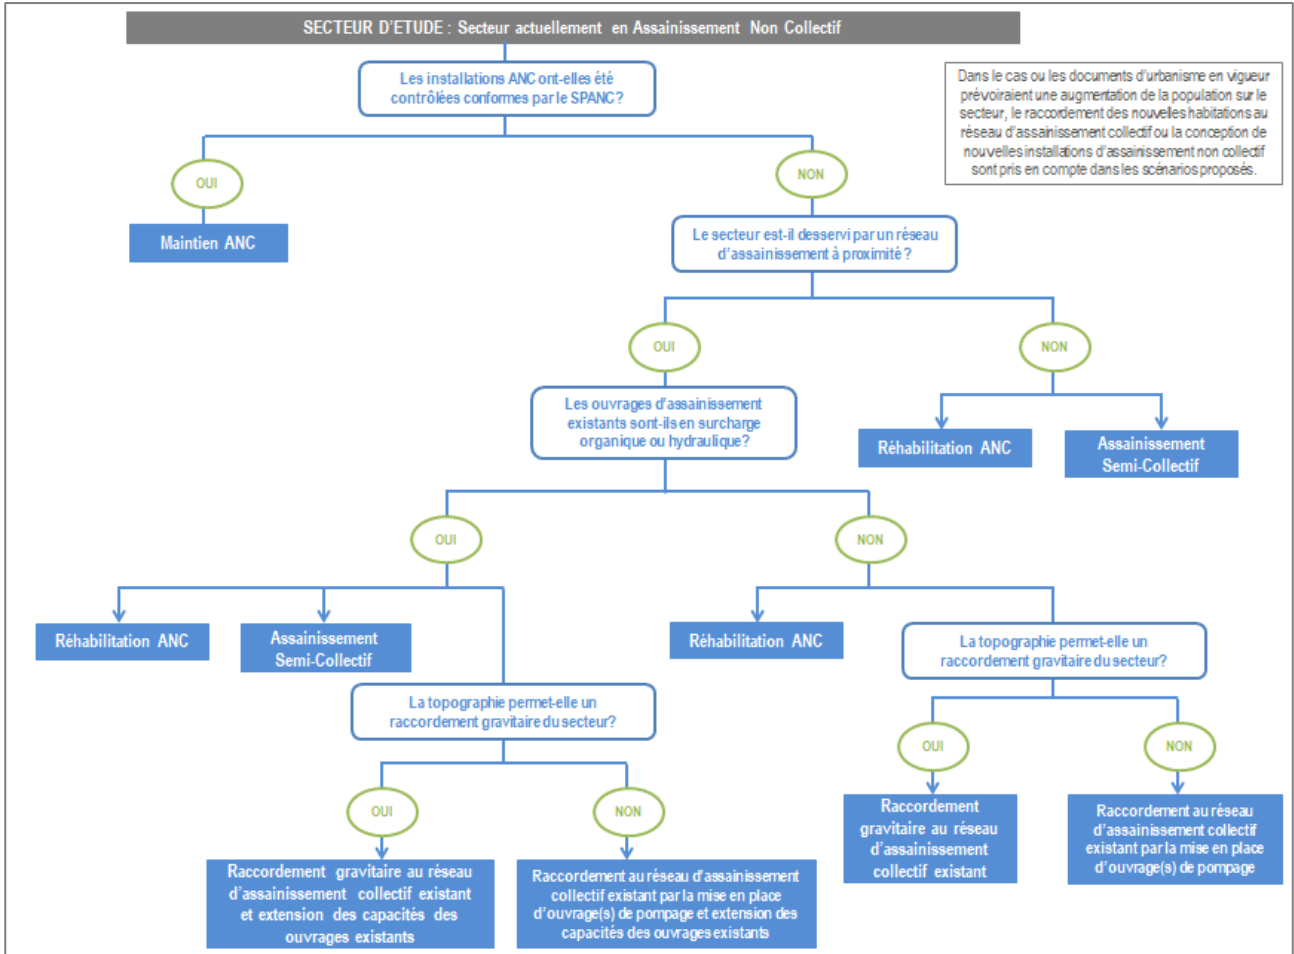 SECTEUR D'ETUDE : Secteur actuellement en Assainissement Non Collectif
Les installations ANC ont-elles été
contrôlées conformes par le SPANC?
Dans le cas ou les documents d'urbanisme en vigueur
prévoiraient une augmentation de la population sur le
secteur, le raccordement des nouvelles habitations au
réseau d'assainissement collectif ou la conception de
nouvelles installations d'assainissement non collectif
sont pris en compte dans les scénarios proposés.
OUI
NON
Maintien ANC
Le secteur est-il desservi par un réseau
d'assainissement à proximité ?
OUI
NON
Les ouvrages d'assainissement
existants sont-ils en surcharge
organique ou hydraulique?
Réhabilitation ANC
Assainissement
Semi-Collectif
OUI
NON
Réhabilitation ANC
Assainissement
Semi-Collectif
Réhabilitation ANC
La topographie permet-elle un
raccordement gravitaire du secteur?
La topographie permet-elle un
raccordement gravitaire du secteur?
OUI
NON
OUI
NON
Raccordement
gravitaire au réseau
d'assainissement
collectif existant
Raccordement au réseau
d'assainissement collectif
existant par la mise en place
d'ouvrage(s) de pompage
Raccordement gravitaire au réseau
d'assainissement collectif existant
et extension des capacités des
ouvrages existants
Raccordement au réseau d'assainissement
collectif existant par la mise en place
d'ouvrage(s) de pompage et extension des
capacités des ouvrages existants